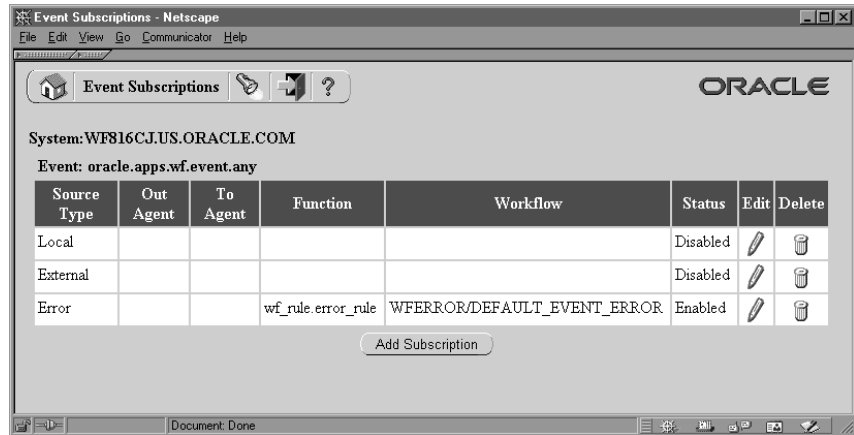 Event Subscriptions - Netscape
File Edit View Go Communicator Help
Event Subscriptions ?
ORACLE
System:WF816CJ.US.ORACLE.COM
Event: oracle.apps.wf.event.any
Source Type Out Agent To Agent Function Workflow Status Edit Delete
Local Disabled
External Disabled
Error wf_rule.error_rule WFERROR/DEFAULT_EVENT_ERROR Enabled
Add Subscription
Document: Done